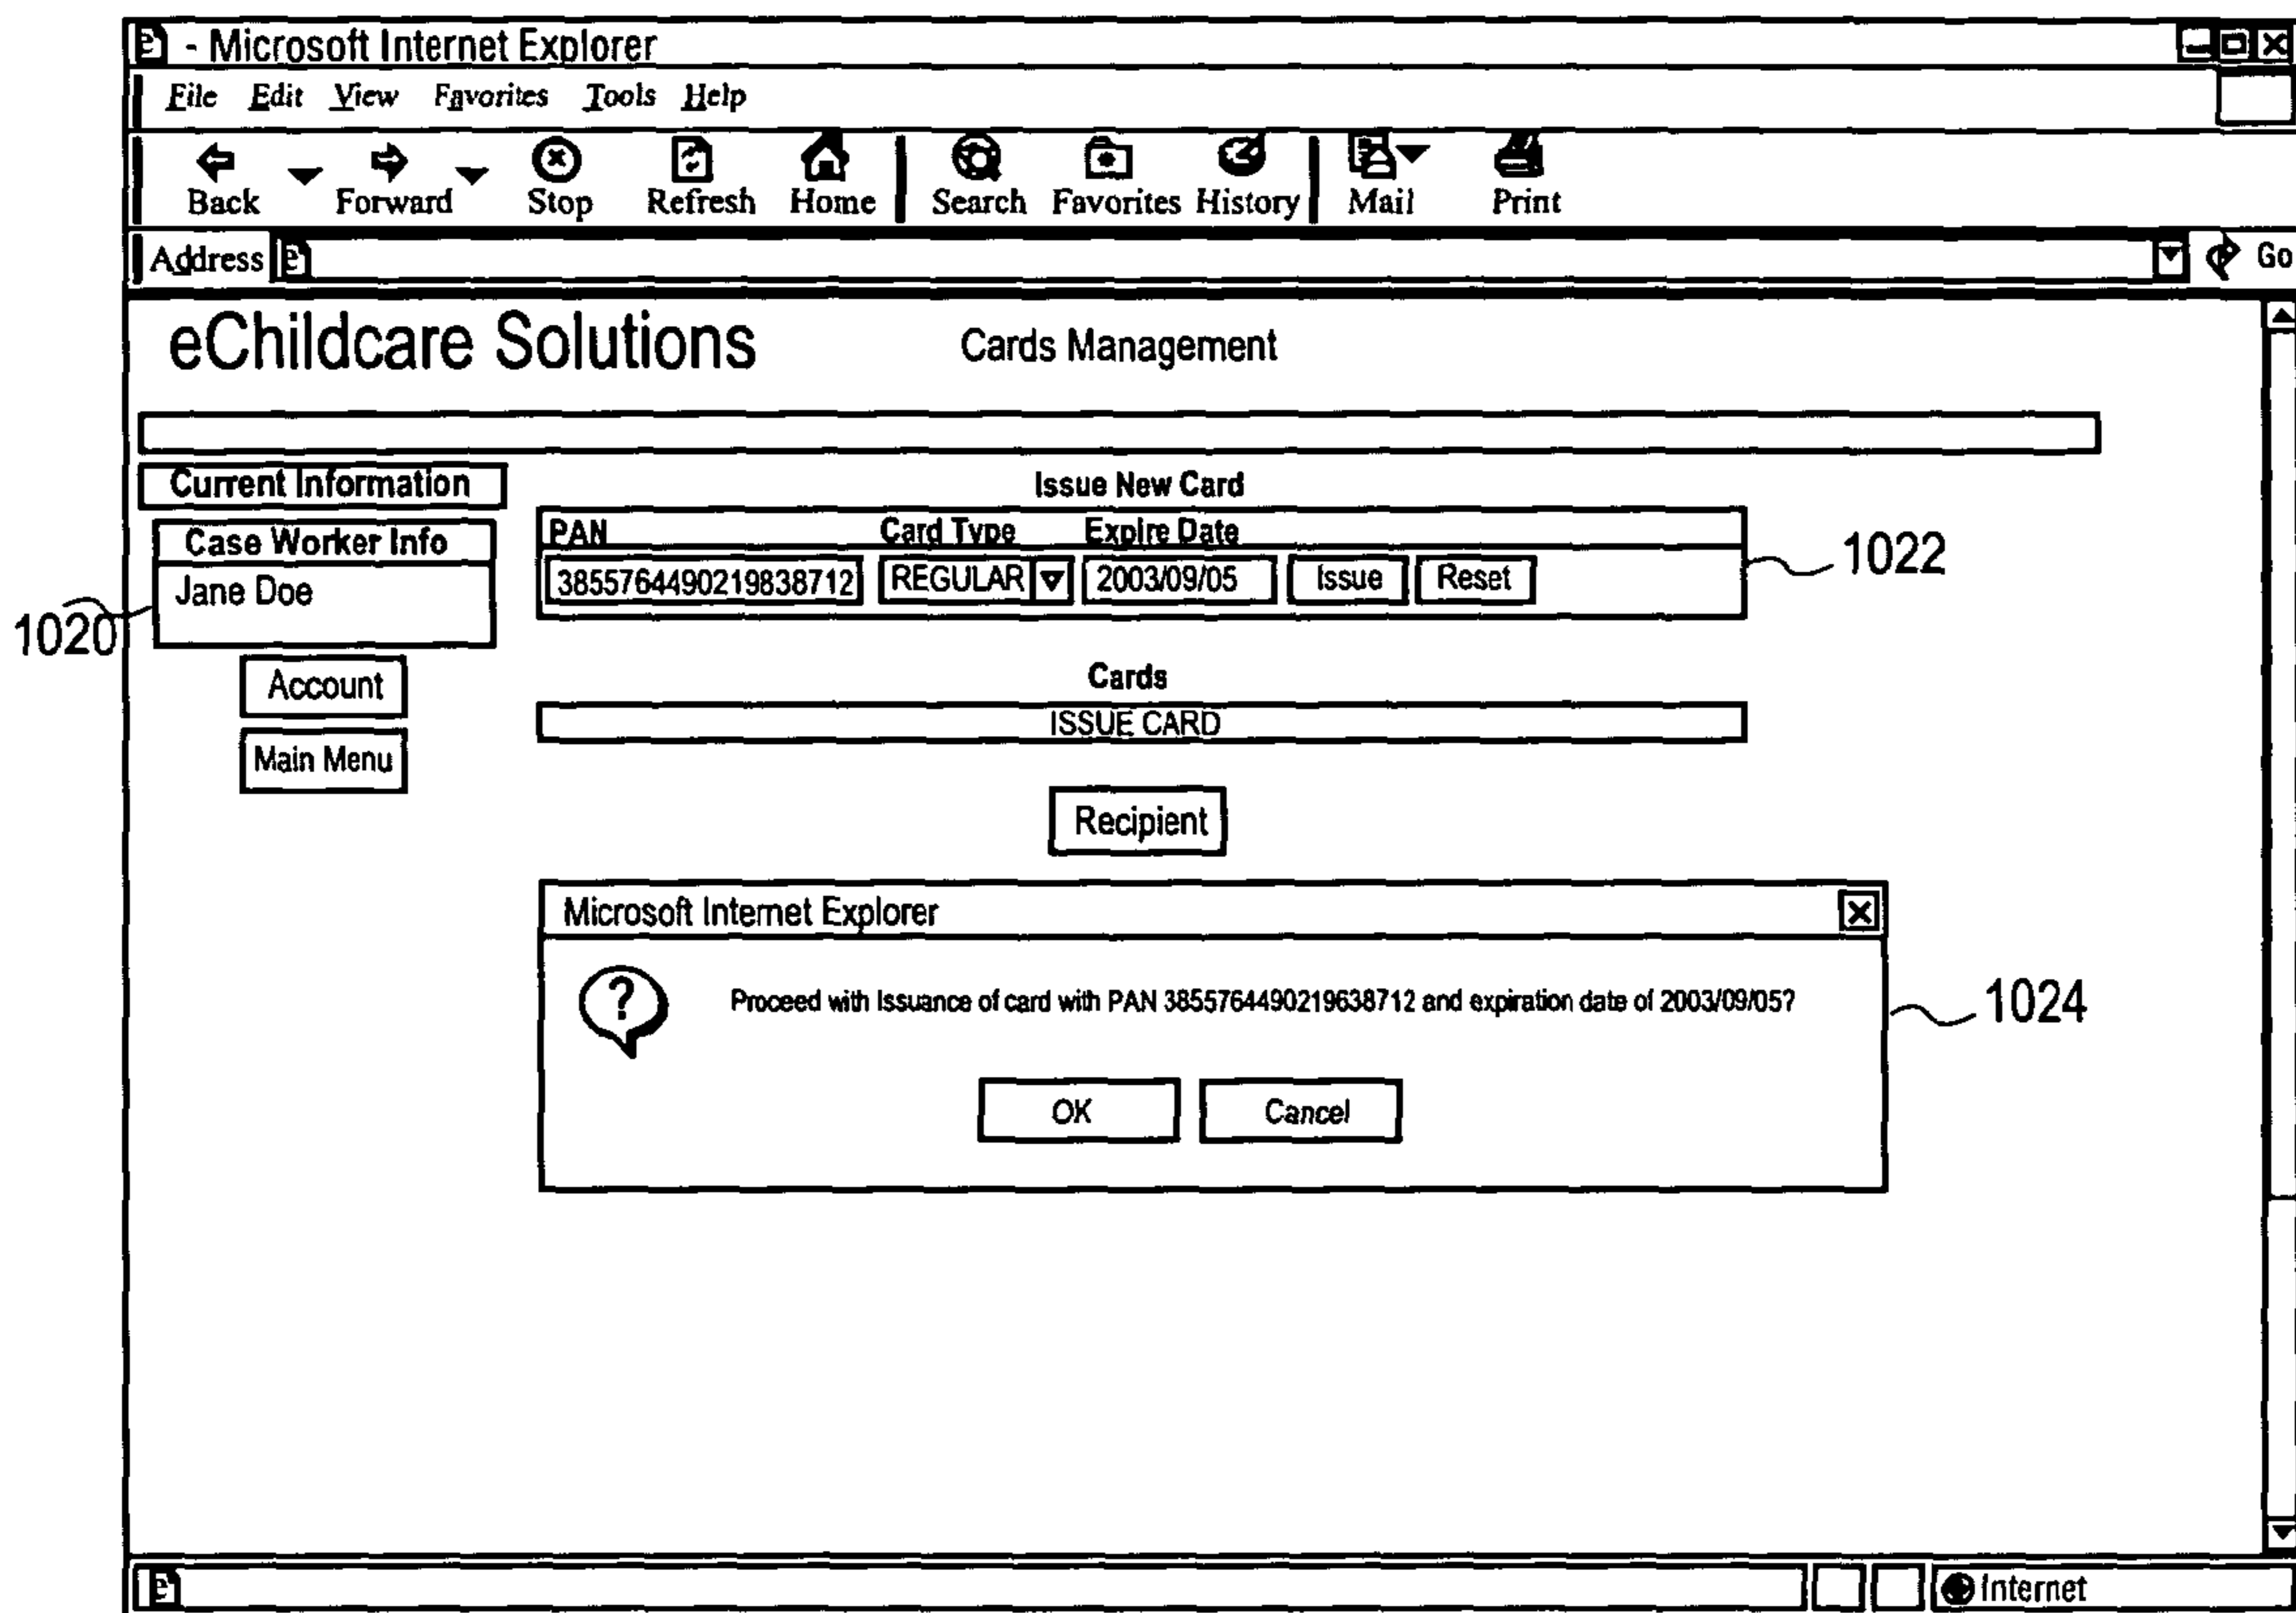 - Microsoft Internet Explorer
File Edit View Favorites Tools Help
Back Forward Stop Refresh Home Search Favorites History Mail Print
Address Go
eChildcare Solutions Cards Management
Current Information Issue New Card
Case Worker Info PAN Card Type Expire Date
Jane Doe 3855764490219838712 REGULAR 2003/09/05 Issue Reset 1022
1020
Account Cards
ISSUE CARD
Main Menu
Recipient
Microsoft Internet Explorer
Proceed with Issuance of card with PAN 3855764490219638712 and expiration date of 2003/09/05?
1024
OK Cancel
Internet